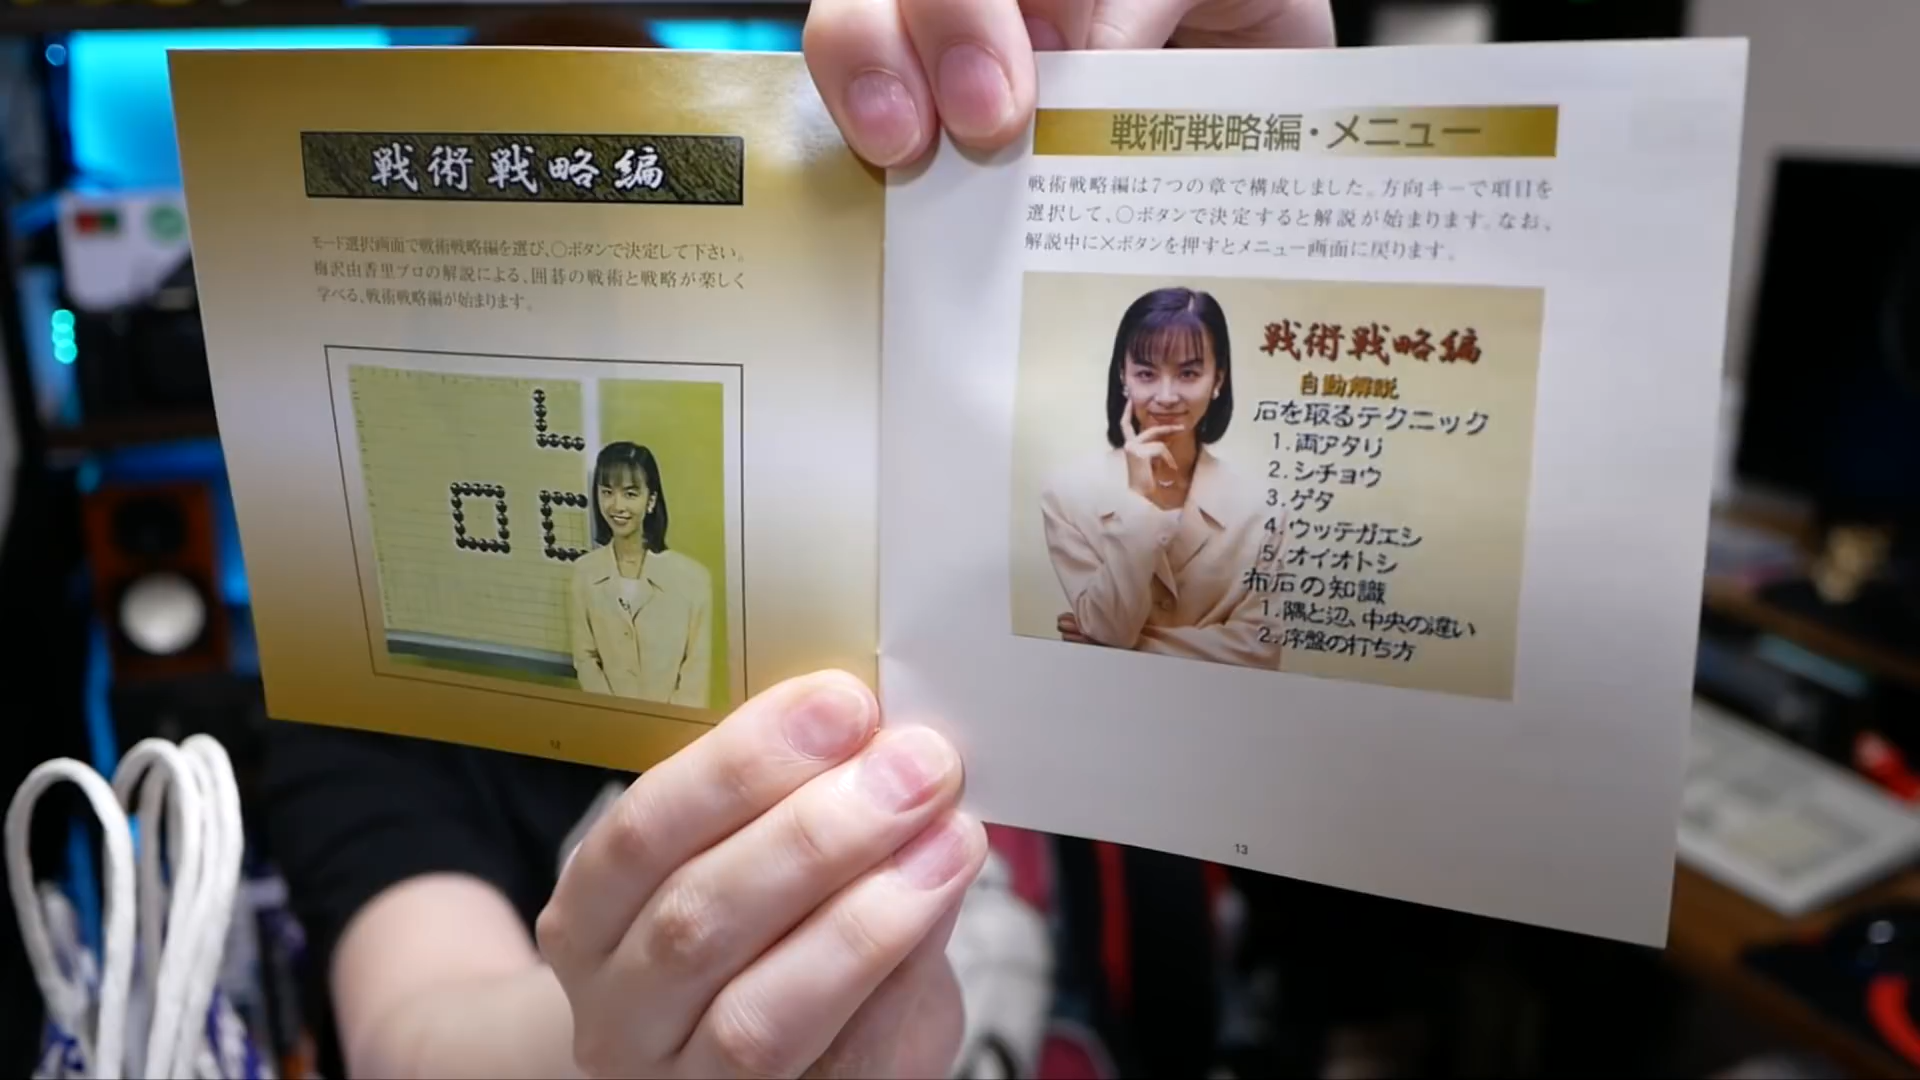 戦術戦略編
モード選択画面で戦術戦略編を選び、○ボタンで決定して下さい。
梅沢由香里プロの解説による、囲碁の戦術と戦略が楽しく
学べる、戦術戦略編が始まります。
12
戦術戦略編・メニュー
戦術戦略編は7つの章で構成しました。方向キーで項目を
選択して、○ボタンで決定すると解説が始まります。なお、
解説中に×ボタンを押すとメニュー画面に戻ります。
戦術戦略編
自動解説
石を取るテクニック
1.両アタリ
2.シチョウ
3.ゲタ
4.ウッテガエシ
5.オイオトシ
布石の知識
1.隅と辺、中央の違い
2.序盤の打ち方
13